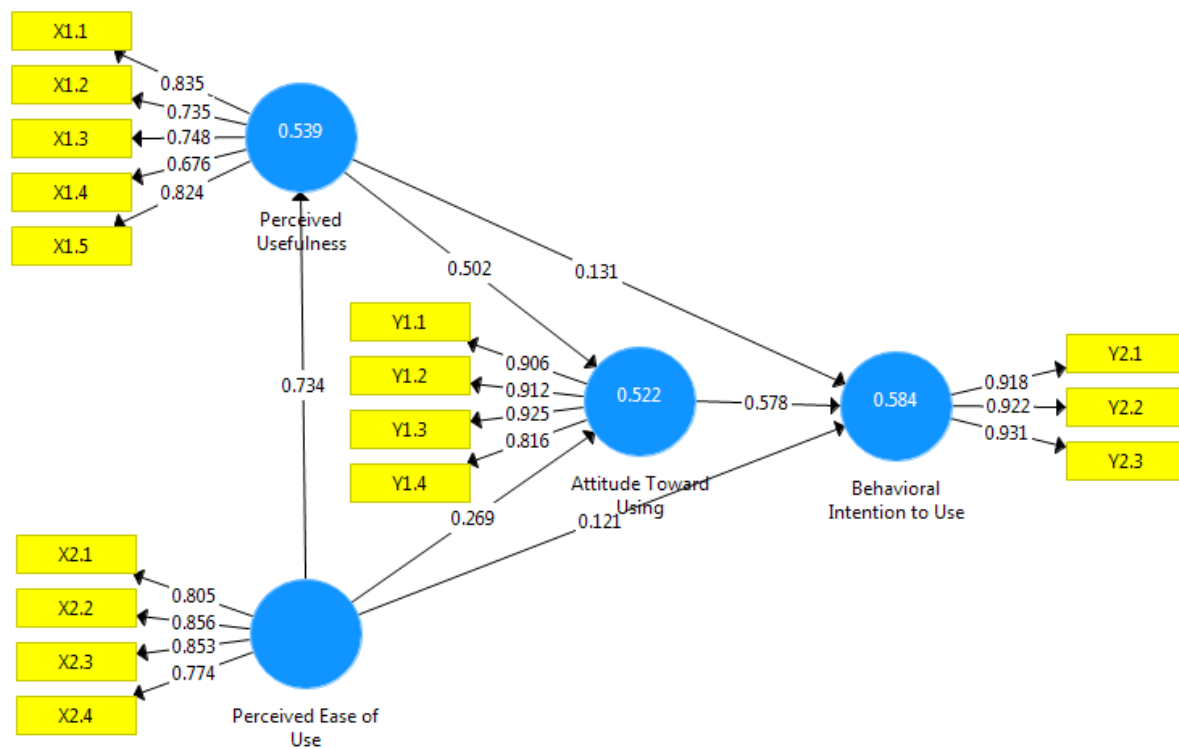 X1.1
0.835
X1.2
0.735
X1.3
0.748
X1.4
0.676
X1.5
0.824
0.539
Perceived
Usefulness
0.502
0.131
0.734
Y1.1
0.906
Y1.2
0.912
Y1.3
0.925
Y1.4
0.816
0.522
Attitude Toward
Using
0.578
0.584
Behavioral
Intention to Use
0.918
Y2.1
0.922
Y2.2
0.931
Y2.3
0.269
0.121
X2.1
0.805
X2.2
0.856
X2.3
0.853
X2.4
0.774
Perceived Ease of
Use